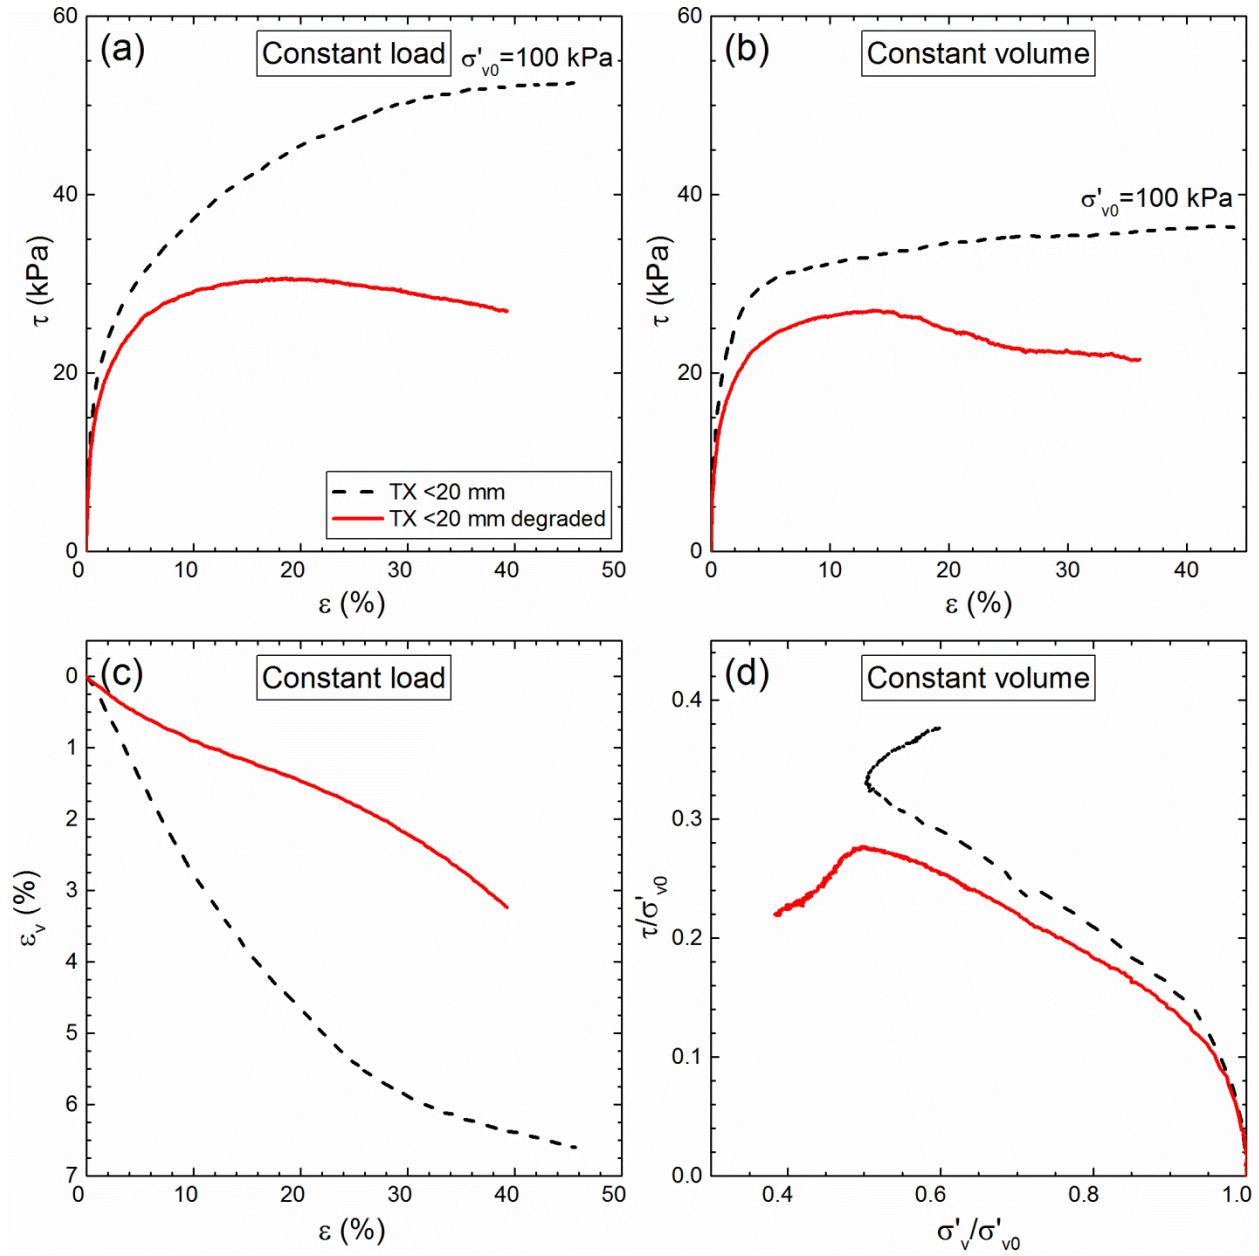 (a)
Constant load
σ'v0=100 kPa
60
40
20
0
τ (kPa)
TX <20 mm
TX <20 mm degraded
0 10 20 30 40 50
ε (%)
(b)
Constant volume
σ'v0=100 kPa
60
40
20
0
τ (kPa)
0 10 20 30 40
ε (%)
(c)
Constant load
0
1
2
3
4
5
6
7
εv (%)
0 10 20 30 40 50
ε (%)
(d)
Constant volume
0.4
0.3
0.2
0.1
0.0
τ/σ'v0
0.4 0.6 0.8 1.0
σ'v/σ'v0